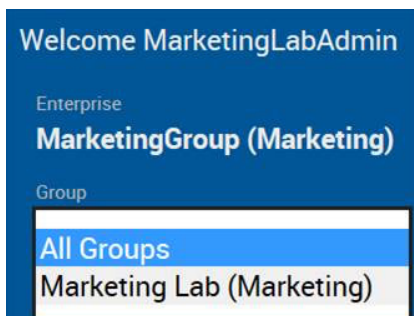 Welcome MarketingLabAdmin
Enterprise
MarketingGroup (Marketing)
Group
All Groups
Marketing Lab (Marketing)